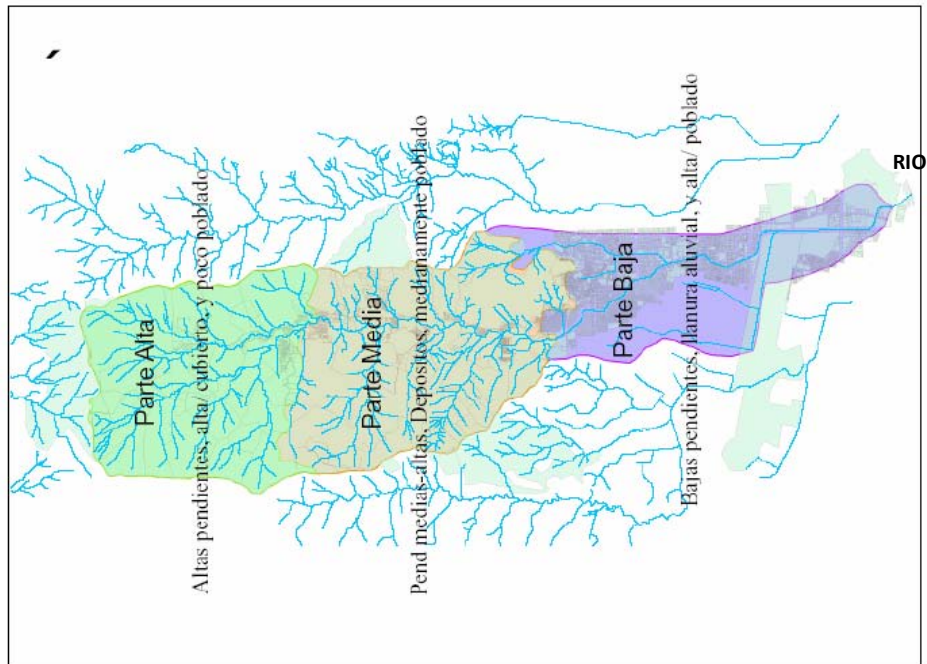 Parte Alta
Altas pendientes, alta/ cubierto, y poco poblado
Parte Media
Pend medias-altas, Depositos, medianamente poblado
Parte Baja
Bajas pendientes, llanura aluvial, y alta/ poblado
RIO